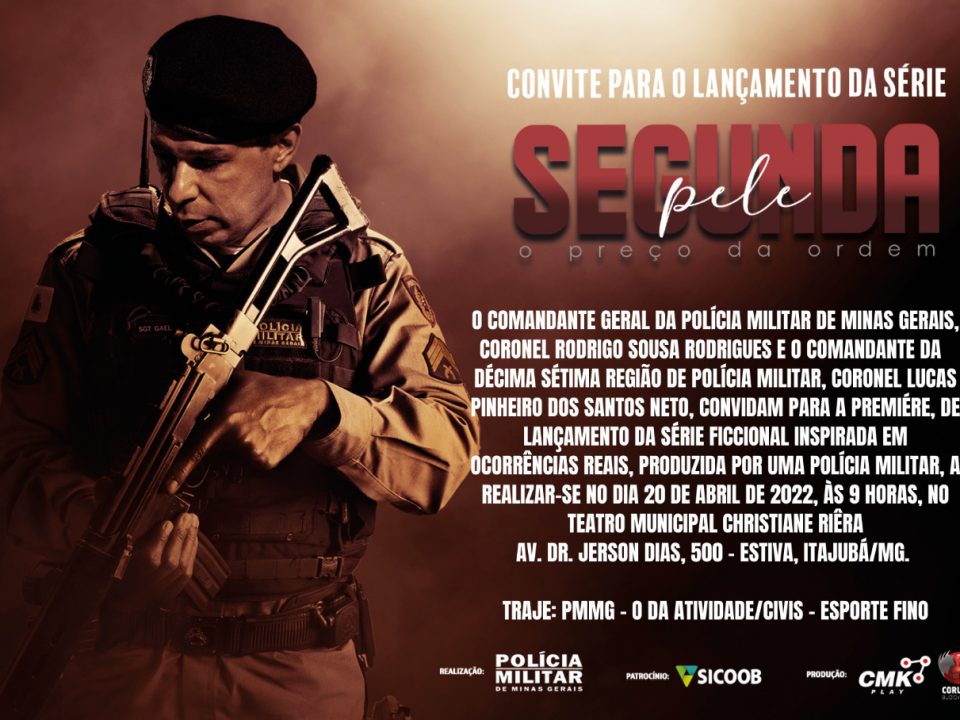 CONVITE PARA O LANÇAMENTO DA SÉRIE
SEGUNDA
pele
o preço da ordem
SGT GAEL
POLÍCIA
MILITAR
DE MINAS GERAIS
O COMANDANTE GERAL DA POLÍCIA MILITAR DE MINAS GERAIS,
CORONEL RODRIGO SOUSA RODRIGUES E O COMANDANTE DA
DÉCIMA SÉTIMA REGIÃO DE POLÍCIA MILITAR, CORONEL LUCAS
PINHEIRO DOS SANTOS NETO, CONVIDAM PARA A PREMIÉRE, DE
LANÇAMENTO DA SÉRIE FICCIONAL INSPIRADA EM
OCORRÊNCIAS REAIS, PRODUZIDA POR UMA POLÍCIA MILITAR, A
REALIZAR-SE NO DIA 20 DE ABRIL DE 2022, ÀS 9 HORAS, NO
TEATRO MUNICIPAL CHRISTIANE RIÊRA
AV. DR. JERSON DIAS, 500 - ESTIVA, ITAJUBÁ/MG.
TRAJE: PMMG - O DA ATIVIDADE/CIVIS - ESPORTE FINO
REALIZAÇÃO: POLÍCIA MILITAR DE MINAS GERAIS
PATROCÍNIO: SICOOB
PRODUÇÃO: CMK PLAY